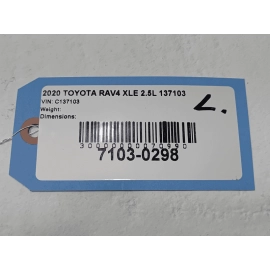 2020 TOYOTA RAV4 XLE 2.5L 137103
VIN: C137103
Weight:
Dimensions:
L.
3000000070990
7103-0298